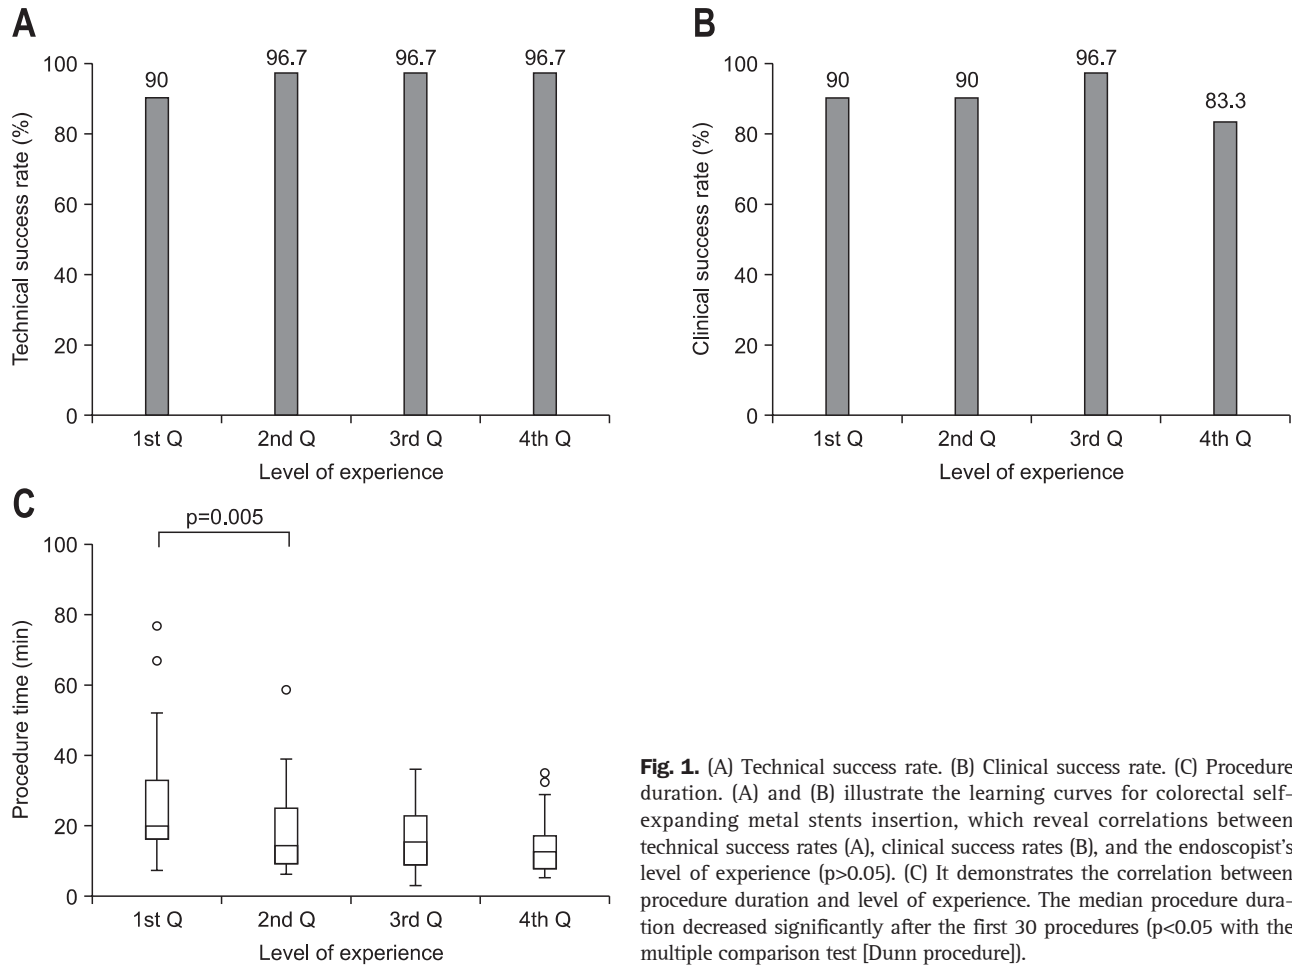 A
Technical success rate (%)
100
80
60
40
20
0
90
96.7
96.7
96.7
1st Q
2nd Q
3rd Q
4th Q
Level of experience
B
Clinical success rate (%)
100
80
60
40
20
0
90
90
96.7
83.3
1st Q
2nd Q
3rd Q
4th Q
Level of experience
C
p=0.005
Procedure time (min)
100
80
60
40
20
0
1st Q
2nd Q
3rd Q
4th Q
Level of experience
Fig. 1. (A) Technical success rate. (B) Clinical success rate. (C) Procedure
duration. (A) and (B) illustrate the learning curves for colorectal self-
expanding metal stents insertion, which reveal correlations between
technical success rates (A), clinical success rates (B), and the endoscopist's
level of experience (p>0.05). (C) It demonstrates the correlation between
procedure duration and level of experience. The median procedure dura-
tion decreased significantly after the first 30 procedures (p<0.05 with the
multiple comparison test [Dunn procedure]).